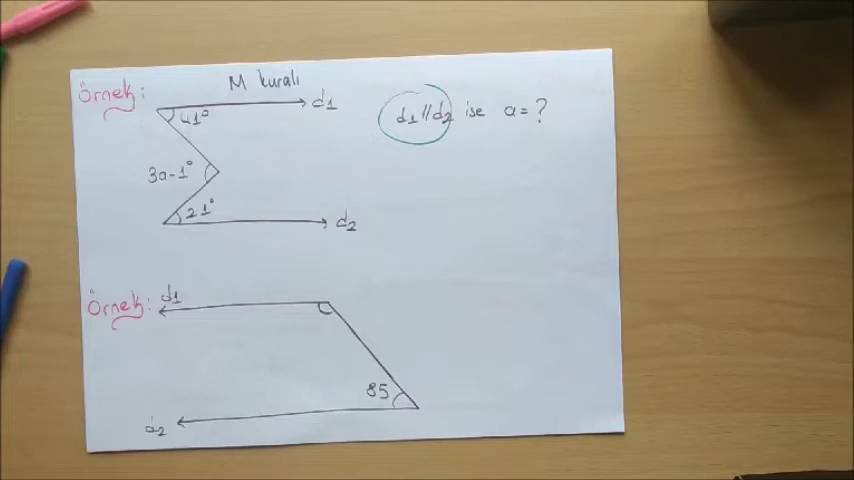 Örnek:
M kuralı
d1
41°
d1//d2 ise a=?
3a-1°
21°
d2
Örnek:
d1
85
d2